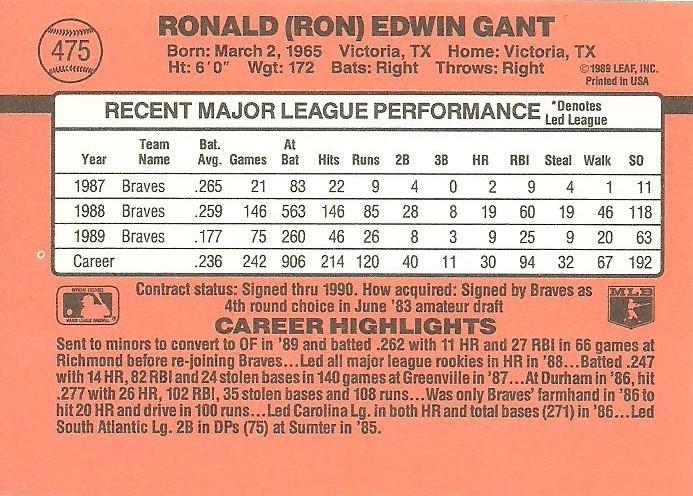 475
RONALD (RON) EDWIN GANT
Born: March 2, 1965 Victoria, TX Home: Victoria, TX
Ht: 6´0˝ Wgt: 172 Bats: Right Throws: Right
©1989 LEAF, INC.
Printed in USA
RECENT MAJOR LEAGUE PERFORMANCE *Denotes Led League
Year Team Name Bat. Avg. Games At Bat Hits Runs 2B 3B HR RBI Steal Walk SO
1987 Braves .265 21 83 22 9 4 0 2 9 4 1 11
1988 Braves .259 146 563 146 85 28 8 19 60 19 46 118
1989 Braves .177 75 260 46 26 8 3 9 25 9 20 63
Career .236 242 906 214 120 40 11 30 94 32 67 192
Contract status: Signed thru 1990. How acquired: Signed by Braves as
4th round choice in June ’83 amateur draft
MLB
CAREER HIGHLIGHTS
Sent to minors to convert to OF in ’89 and batted .262 with 11 HR and 27 RBI in 66 games at
Richmond before re-joining Braves...Led all major league rookies in HR in ’88...Batted .247
with 14 HR, 82 RBI and 24 stolen bases in 140 games at Greenville in ’87...At Durham in ’86, hit
.277 with 26 HR, 102 RBI, 35 stolen bases and 108 runs...Was only Braves’ farmhand in ’86 to
hit 20 HR and drive in 100 runs...Led Carolina Lg. in both HR and total bases (271) in ’86...Led
South Atlantic Lg. 2B in DPs (75) at Sumter in ’85.